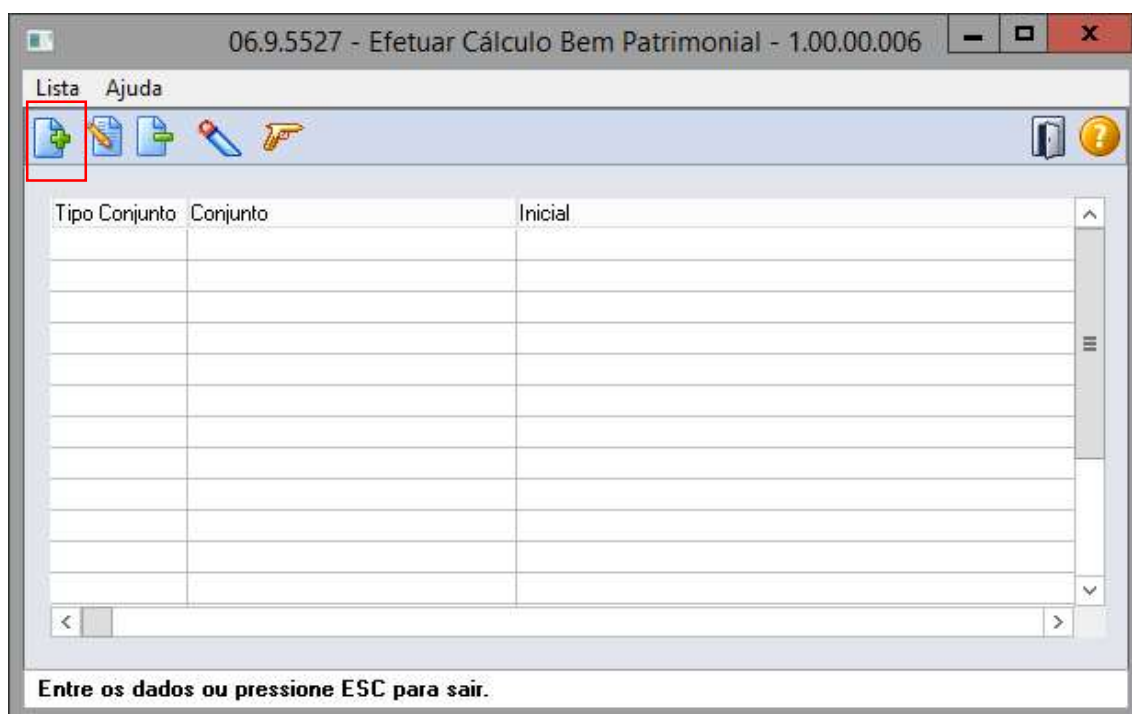 06.9.5527 - Efetuar Cálculo Bem Patrimonial - 1.00.00.006
Lista Ajuda
Tipo Conjunto Conjunto Inicial
Entre os dados ou pressione ESC para sair.